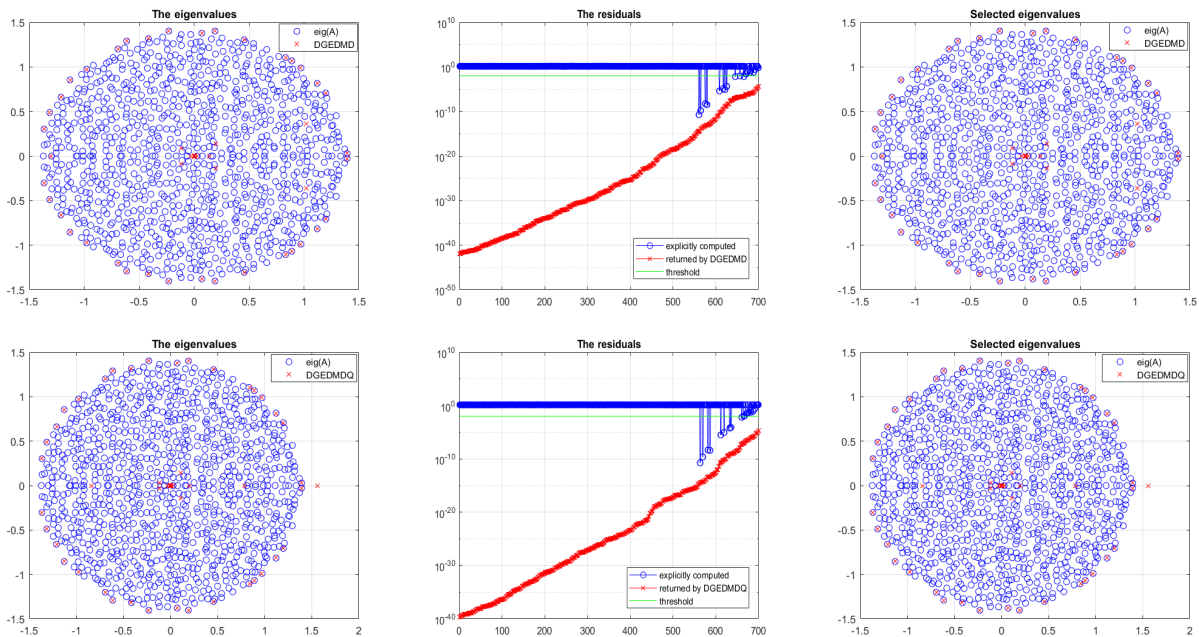 The eigenvalues
1.5
1
0.5
0
-0.5
-1
-1.5
-1.5 -1 -0.5 0 0.5 1 1.5
eig(A)
DGEDMD
The residuals
10^10
10^0
10^-10
10^-20
10^-30
10^-40
10^-50
0 100 200 300 400 500 600 700
explicitly computed
returned by DGEDMD
threshold
Selected eigenvalues
1.5
1
0.5
0
-0.5
-1
-1.5
-1.5 -1 -0.5 0 0.5 1 1.5
eig(A)
DGEDMD
The eigenvalues
1.5
1
0.5
0
-0.5
-1
-1.5
-1.5 -1 -0.5 0 0.5 1 1.5 2
eig(A)
DGEDMDQ
The residuals
10^10
10^0
10^-10
10^-20
10^-30
10^-40
0 100 200 300 400 500 600 700
explicitly computed
returned by DGEDMDQ
threshold
Selected eigenvalues
1.5
1
0.5
0
-0.5
-1
-1.5
-1.5 -1 -0.5 0 0.5 1 1.5 2
eig(A)
DGEDMDQ